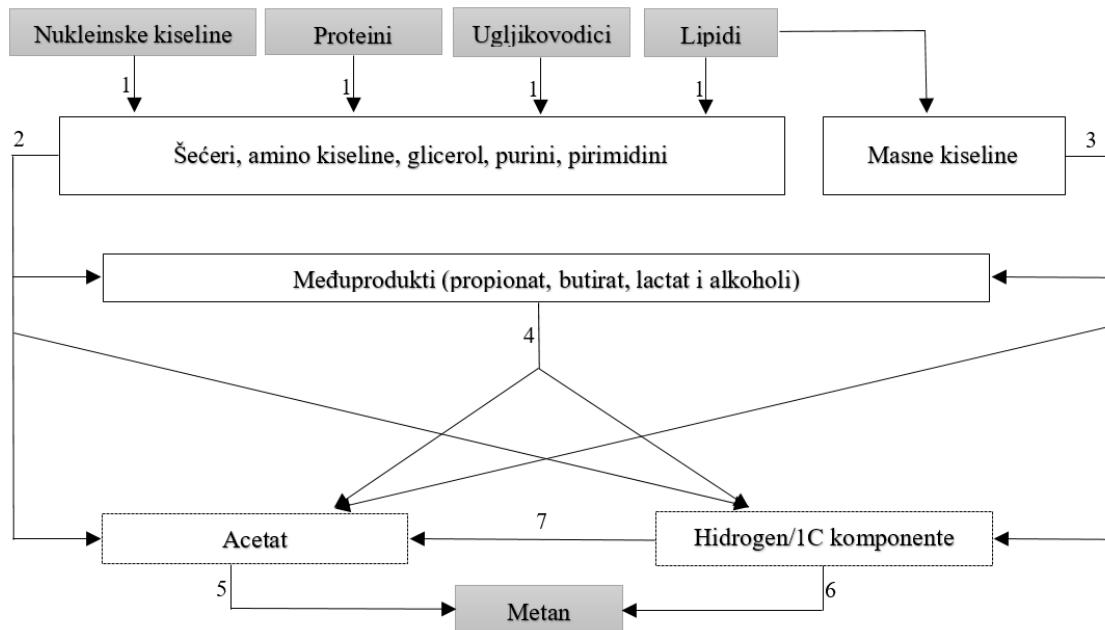 Nukleinske kiseline
Proteini
Ugljikovodici
Lipidi
1
1
1
1
2
Šećeri, amino kiseline, glicerol, purini, pirimidini
Masne kiseline
3
Međuprodukti (propionat, butirat, lactat i alkoholi)
4
Acetat
7
Hidrogen/1C komponente
5
Metan
6